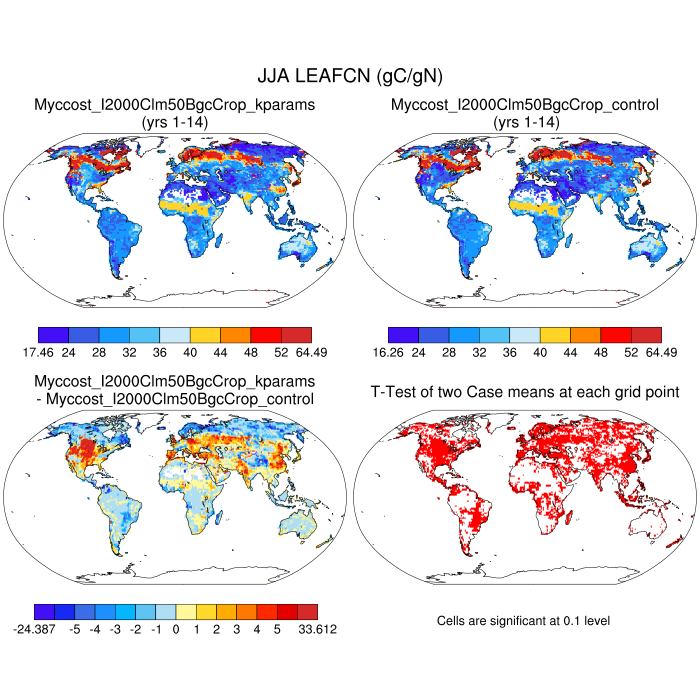 JJA LEAFCN (gC/gN)
Myccost_I2000Clm50BgcCrop_kparams
(yrs 1-14)
Myccost_I2000Clm50BgcCrop_control
(yrs 1-14)
17.46 24 28 32 36 40 44 48 52 64.49
16.26 24 28 32 36 40 44 48 52 64.49
Myccost_I2000Clm50BgcCrop_kparams
- Myccost_I2000Clm50BgcCrop_control
T-Test of two Case means at each grid point
-24.387 -5 -4 -3 -2 -1 0 1 2 3 4 5 33.612
Cells are significant at 0.1 level